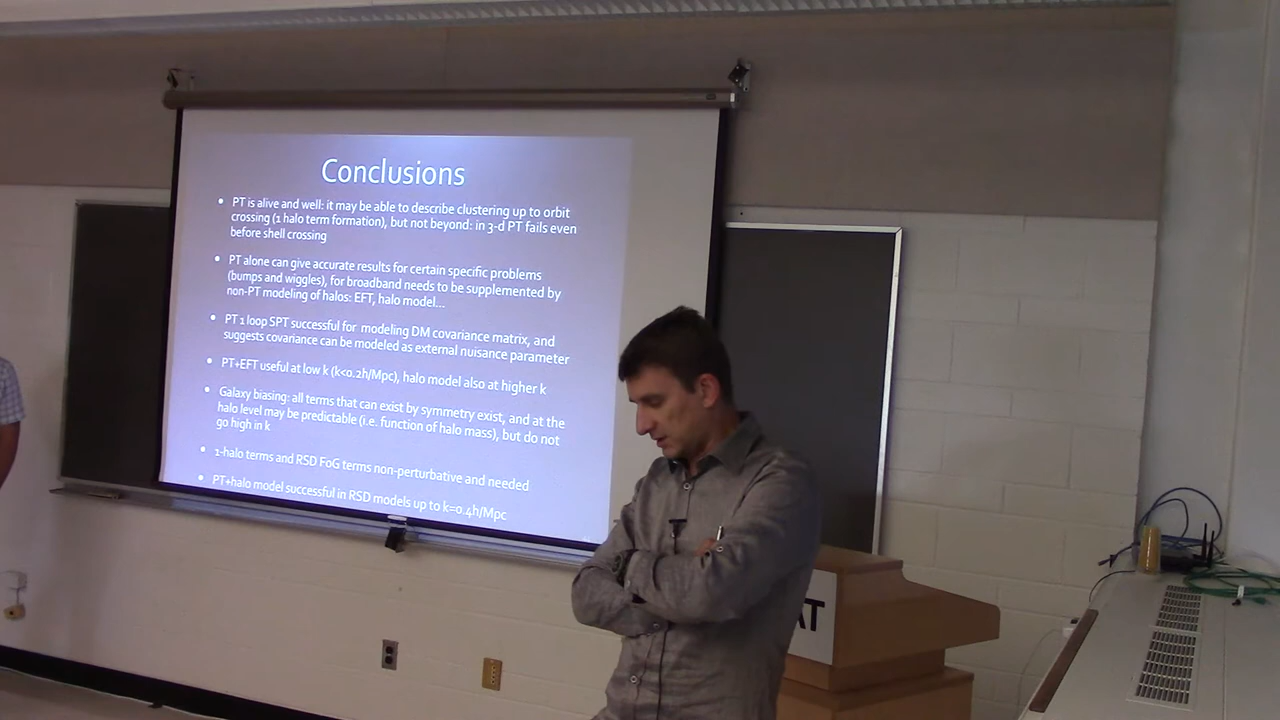 Conclusions
• PT is alive and well: it may be able to describe clustering up to orbit
crossing (1 halo term formation), but not beyond: in 3-d PT fails even
before shell crossing
• PT alone can give accurate results for certain specific problems
(bumps and wiggles), for broadband needs to be supplemented by
non-PT modeling of halos: EFT, halo model...
• PT 1 loop SPT successful for modeling DM covariance matrix, and
suggests covariance can be modeled as external nuisance parameter
• PT+EFT useful at low k (k<0.2h/Mpc), halo model also at higher k
• Galaxy biasing: all terms that can exist by symmetry exist, and at the
halo level may be predictable (i.e. function of halo mass), but do not
go high in k
• 1-halo terms and RSD FoG terms non-perturbative and needed
• PT+halo model successful in RSD models up to k=0.4h/Mpc
AT